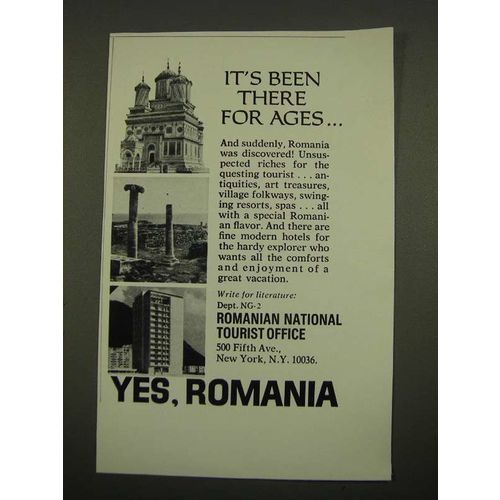 IT'S BEEN
THERE
FOR AGES...
And suddenly, Romania
was discovered! Unsus-
pected riches for the
questing tourist . . . an-
tiquities, art treasures,
village folkways, swing-
ing resorts, spas . . . all
with a special Romani-
an flavor. And there are
fine modern hotels for
the hardy explorer who
wants all the comforts
and enjoyment of a
great vacation.
Write for literature:
Dept. NG-2
ROMANIAN NATIONAL
TOURIST OFFICE
500 Fifth Ave.,
New York, N.Y. 10036.
YES, ROMANIA